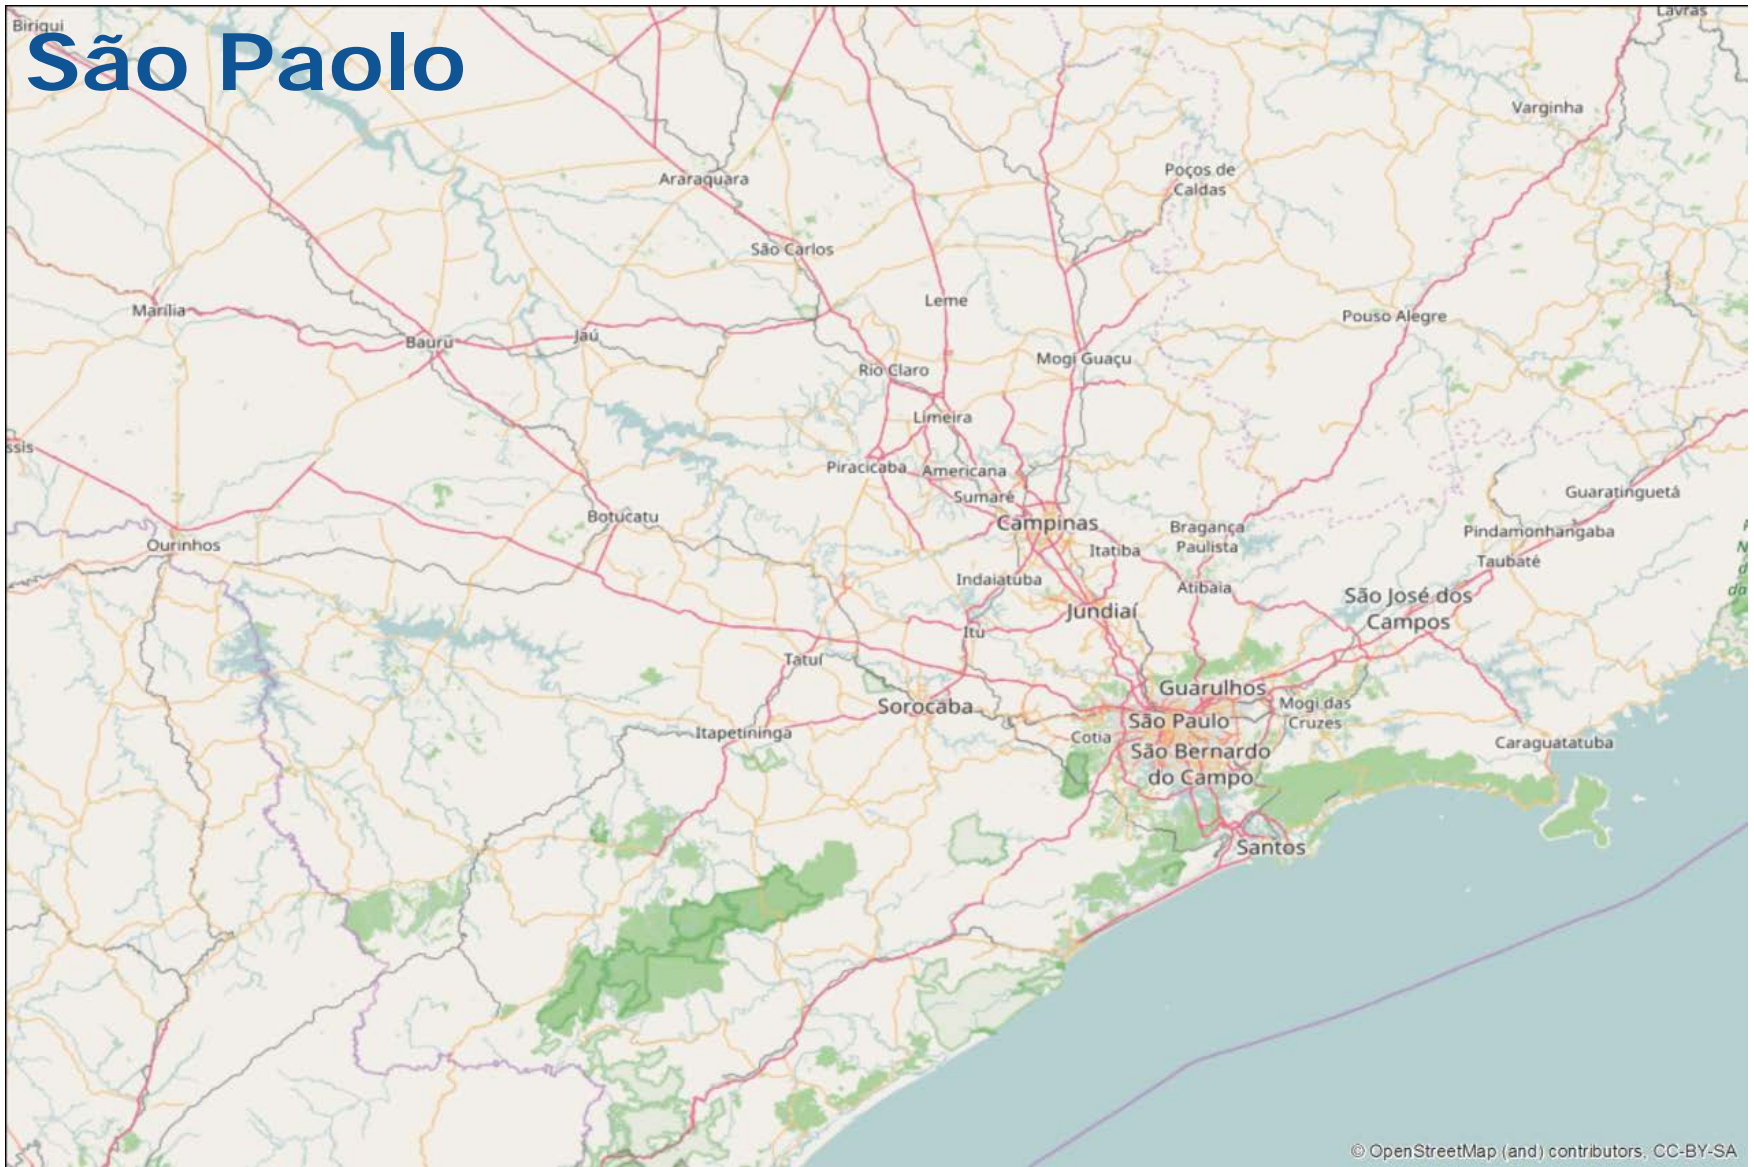 Birigui
São Paolo
Lavras
Varginha
Poços de
Caldas
Araraquara
São Carlos
Leme
Marília
Pouso Alegre
Jaú
Bauru
Mogi Guaçu
Rio Claro
Limeira
ssis
Piracicaba
Americana
Sumaré
Guaratinguetá
Botucatu
Campinas
Bragança
Paulista
Pindamonhangaba
Ourinhos
Itatiba
Taubaté
Indaiatuba
Atibaia
São José dos
Campos
Jundiaí
Itu
Tatuí
Guarulhos
Sorocaba
Mogi das
Cruzes
São Paulo
Itapetininga
Cotia
São Bernardo
do Campo
Caraguatatuba
Santos
© OpenStreetMap (and) contributors, CC-BY-SA